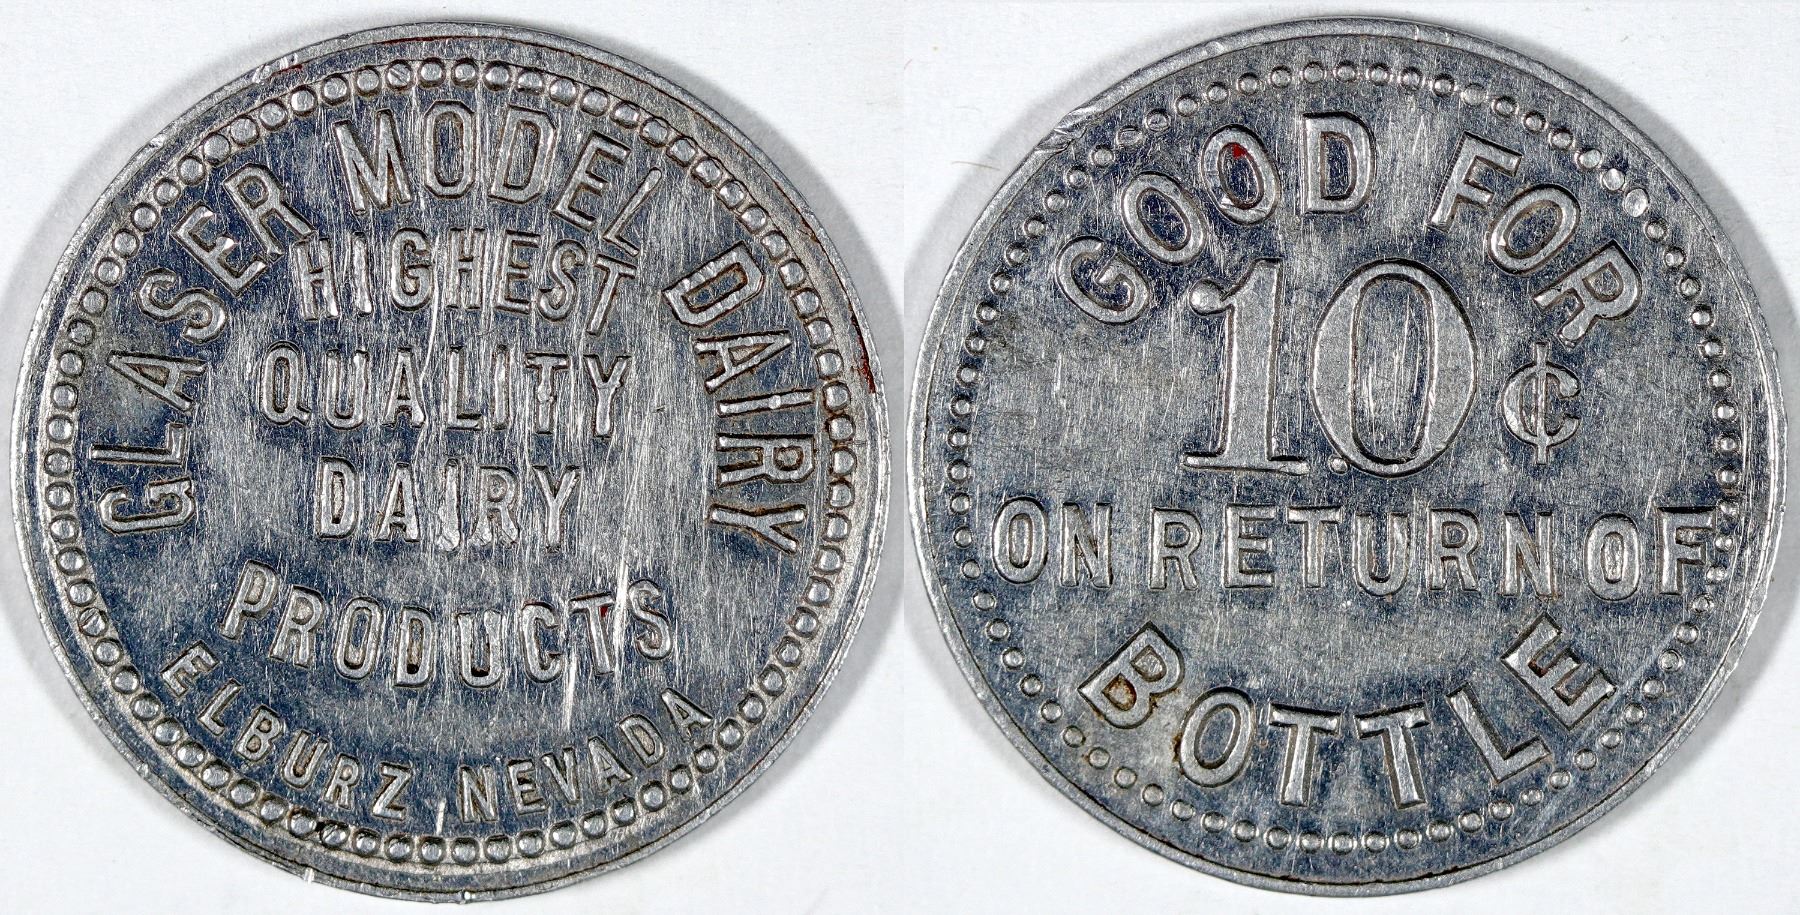 GLASER MODEL DAIRY
HIGHEST
QUALITY
DAIRY
PRODUCTS
ELBURZ NEVADA
GOOD FOR
10¢
ON RETURN OF
BOTTLE